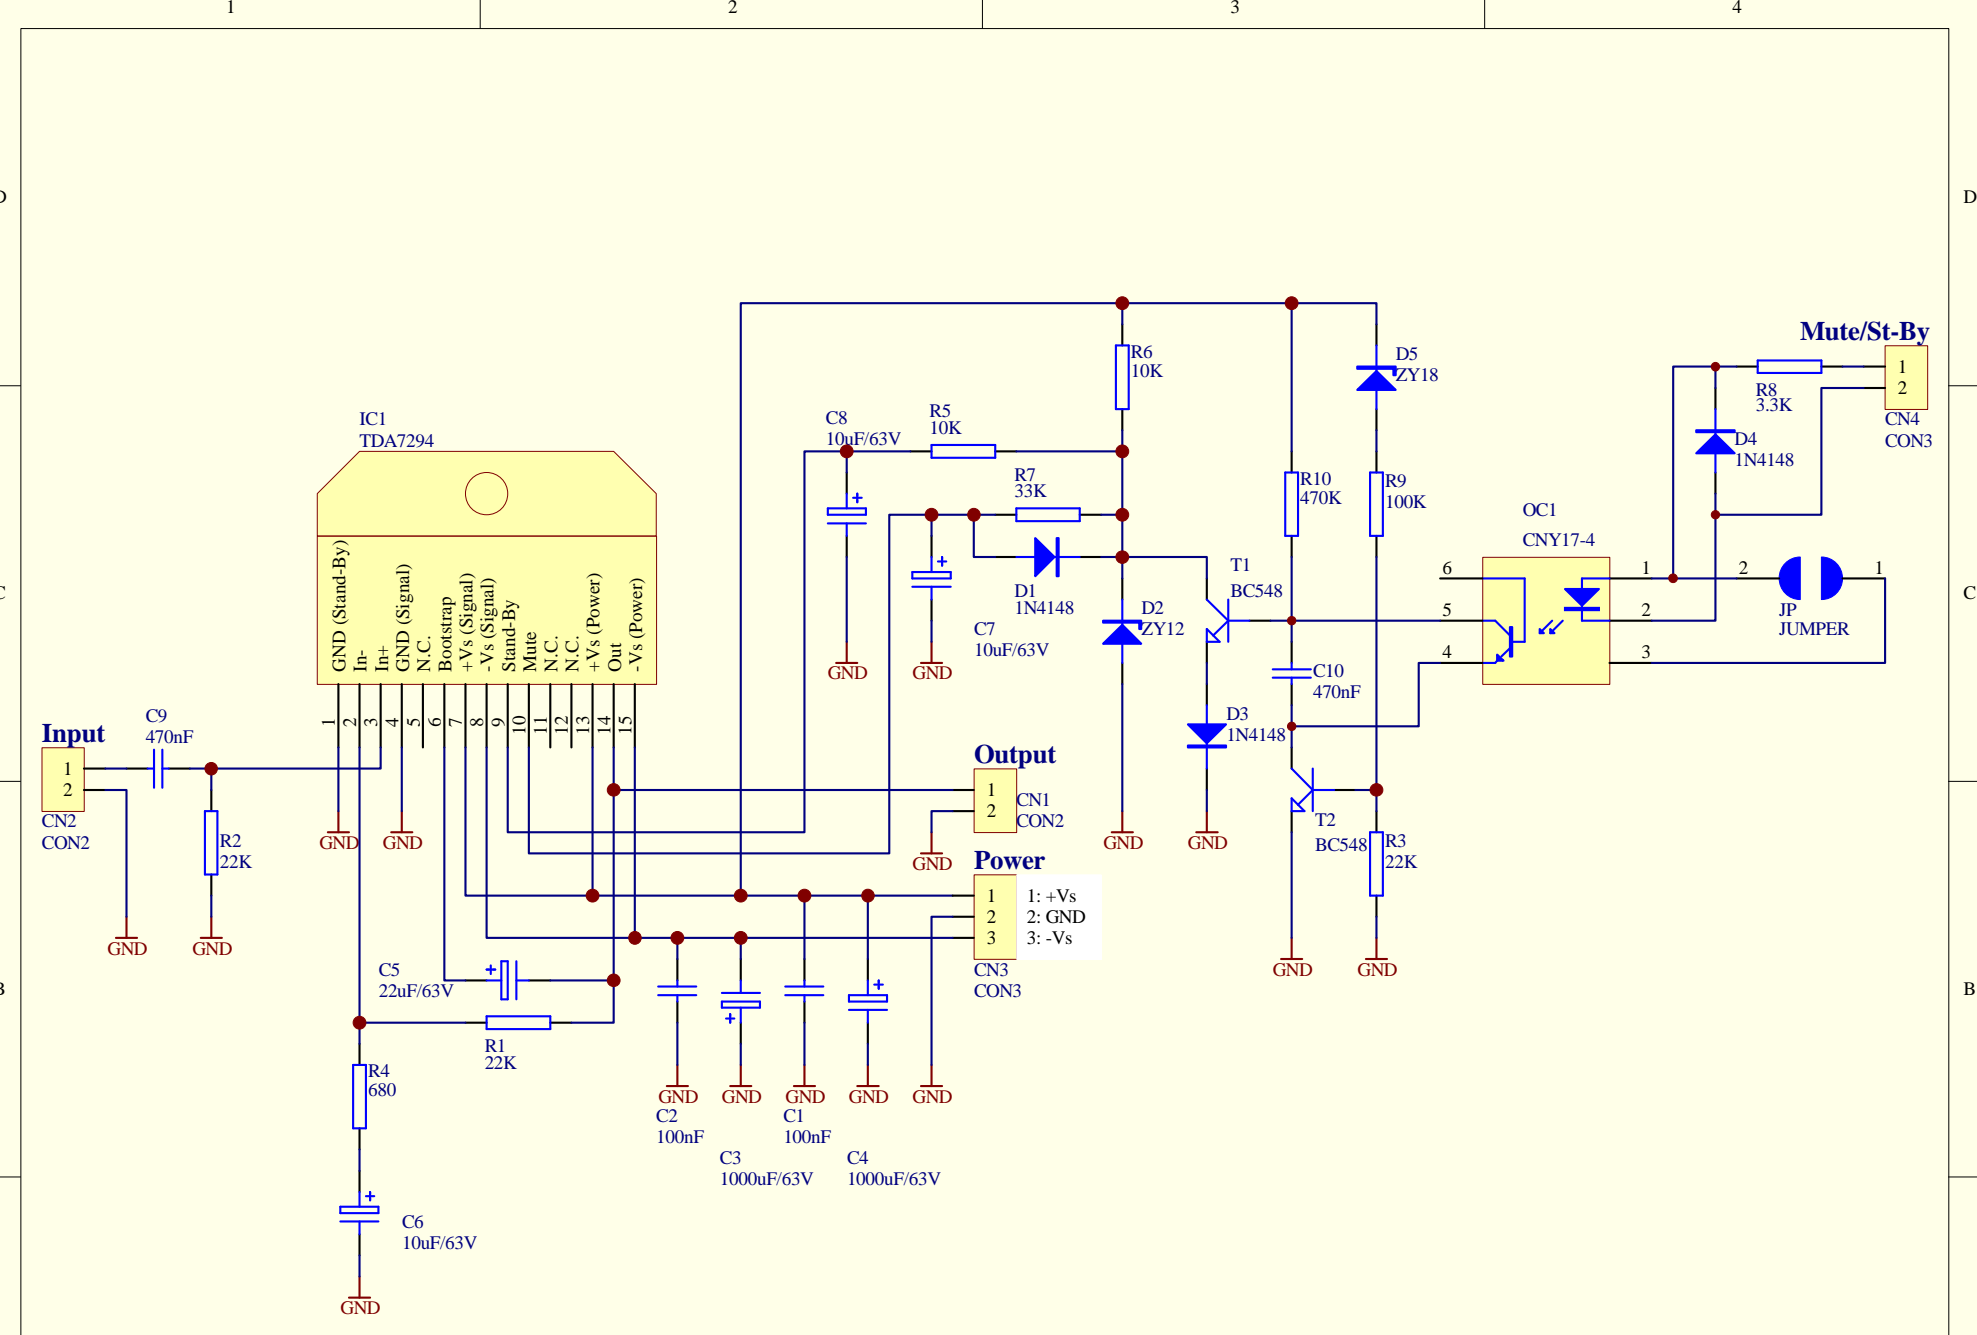 1 2 3 4
D D
Mute/St-By
R6
10K
D5
ZY18
1
2
R8
3.3K
CN4
CON3
IC1
TDA7294
C8
10uF/63V
R5
10K
D4
1N4148
R7
33K
R10
470K
R9
100K
OC1
CNY17-4
GND (Stand-By)
In-
In+
GND (Signal)
N.C.
Bootstrap
+Vs (Signal)
-Vs (Signal)
Stand-By
Mute
N.C.
N.C.
+Vs (Power)
Out
-Vs (Power)
1 2 3 4 5 6 7 8 9 10 11 12 13 14 15
+
+
D1
1N4148
C7
10uF/63V
GND
GND
D2
ZY12
T1
BC548
6
5
4
1
2
3
2
1
JP
JUMPER
C
C
C10
470nF
D3
1N4148
Input
C9
470nF
1
2
CN2
CON2
R2
22K
GND
GND
GND
GND
Output
1
2
CN1
CON2
GND
GND
GND
T2
BC548
R3
22K
Power
1
2
3
1: +Vs
2: GND
3: -Vs
CN3
CON3
GND
GND
B
C5
22uF/63V
+
R1
22K
+
+
R4
680
GND
GND
GND
GND
GND
C2
100nF
C1
100nF
C3
1000uF/63V
C4
1000uF/63V
+
C6
10uF/63V
GND